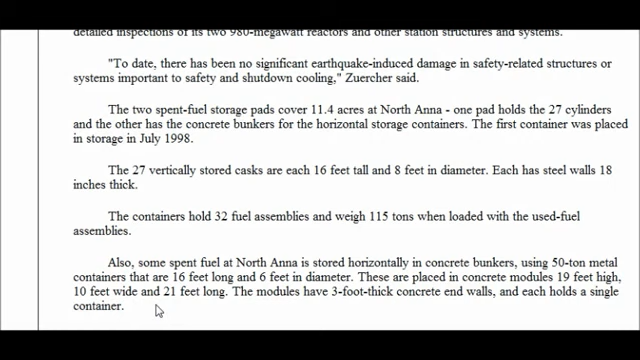 detailed inspections of its two 980-megawatt reactors and other station structures and systems.
"To date, there has been no significant earthquake-induced damage in safety-related structures or
systems important to safety and shutdown cooling," Zuercher said.
The two spent-fuel storage pads cover 11.4 acres at North Anna - one pad holds the 27 cylinders
and the other has the concrete bunkers for the horizontal storage containers. The first container was placed
in storage in July 1998.
The 27 vertically stored casks are each 16 feet tall and 8 feet in diameter. Each has steel walls 18
inches thick.
The containers hold 32 fuel assemblies and weigh 115 tons when loaded with the used-fuel
assemblies.
Also, some spent fuel at North Anna is stored horizontally in concrete bunkers, using 50-ton metal
containers that are 16 feet long and 6 feet in diameter. These are placed in concrete modules 19 feet high,
10 feet wide and 21 feet long. The modules have 3-foot-thick concrete end walls, and each holds a single
container.